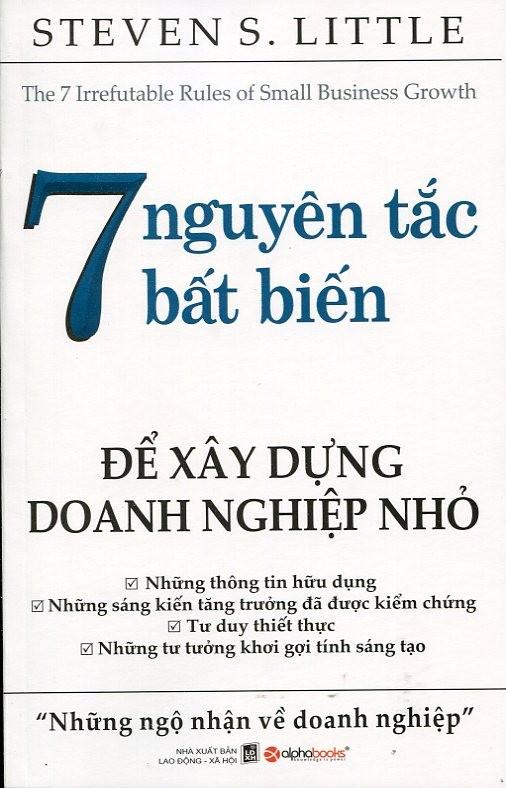 STEVEN S. LITTLE
The 7 Irrefutable Rules of Small Business Growth
7 nguyên tắc
bất biến
ĐỂ XÂY DỰNG
DOANH NGHIỆP NHỎ
☑ Những thông tin hữu dụng
☑ Những sáng kiến tăng trưởng đã được kiểm chứng
☑ Tư duy thiết thực
☑ Những tư tưởng khơi gợi tính sáng tạo
“Những ngộ nhận về doanh nghiệp”
NHÀ XUẤT BẢN
LAO ĐỘNG - XÃ HỘI
alphabooks
knowledge is power